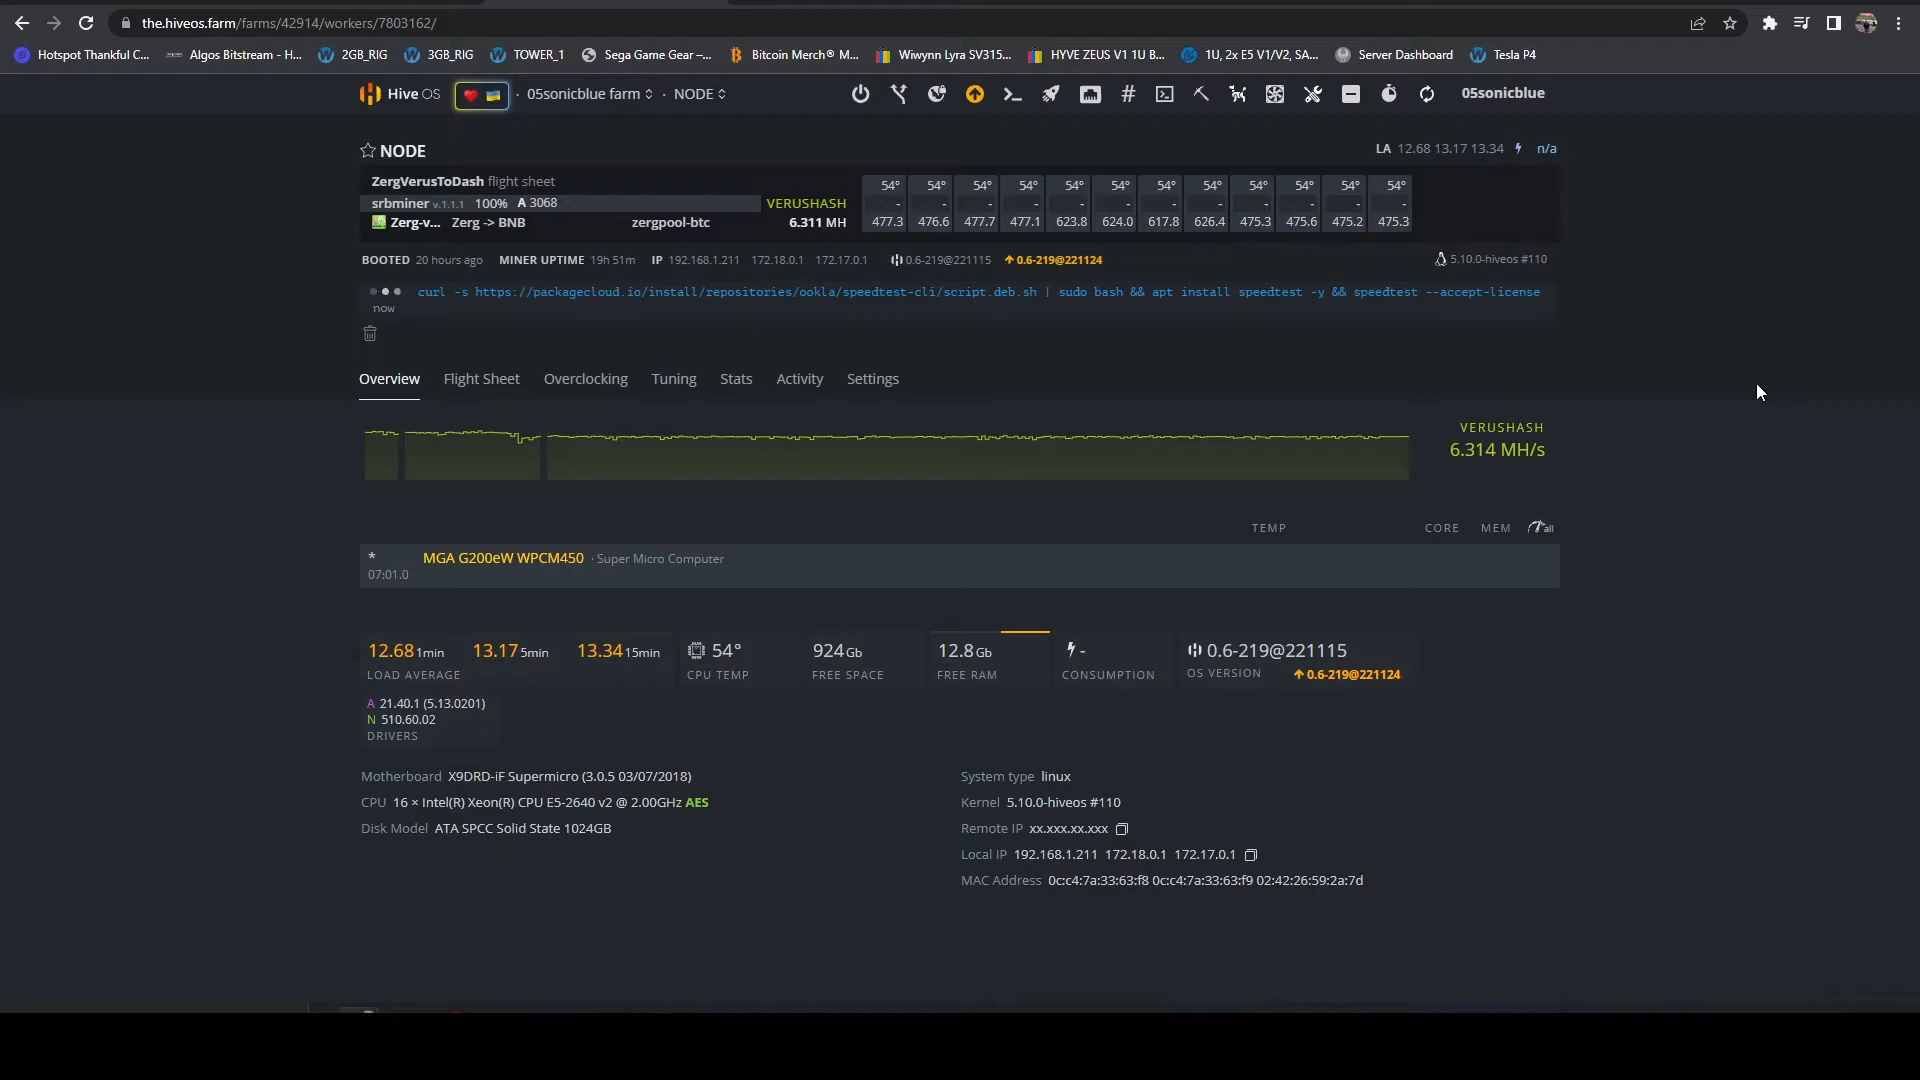 the.hiveos.farm/farms/42914/workers/7803162/
Hotspot Thankful C... Algos Bitstream - H... 2GB_RIG 3GB_RIG TOWER_1 Sega Game Gear –... Bitcoin Merch® M... Wiwynn Lyra SV315... HYVE ZEUS V1 1U B... 1U, 2x E5 V1/V2, SA... Server Dashboard Tesla P4
Hive OS · 05sonicblue farm · NODE 05sonicblue
NODE LA 12.68 13.17 13.34 n/a
ZergVerusToDash flight sheet 54° 54° 54° 54° 54° 54° 54° 54° 54° 54° 54° 54°
srbminer v.1.1.1 100% A 3068 VERUSHASH - - - - - - - - - - - -
Zerg-v... Zerg -> BNB zergpool-btc 6.311 MH 477.3 476.6 477.7 477.1 623.8 624.0 617.8 626.4 475.3 475.6 475.2 475.3
BOOTED 20 hours ago MINER UPTIME 19h 51m IP 192.168.1.211 172.18.0.1 172.17.0.1 0.6-219@221115 0.6-219@221124 5.10.0-hiveos #110
curl -s https://packagecloud.io/install/repositories/ookla/speedtest-cli/script.deb.sh | sudo bash && apt install speedtest -y && speedtest --accept-license
now
Overview Flight Sheet Overclocking Tuning Stats Activity Settings
VERUSHASH
6.314 MH/s
TEMP CORE MEM all
* MGA G200eW WPCM450 · Super Micro Computer
07:01.0
12.68 1min 13.17 5min 13.34 15min 54° 924 Gb 12.8 Gb - 0.6-219@221115
LOAD AVERAGE CPU TEMP FREE SPACE FREE RAM CONSUMPTION OS VERSION 0.6-219@221124
A 21.40.1 (5.13.0201)
N 510.60.02
DRIVERS
Motherboard X9DRD-iF Supermicro (3.0.5 03/07/2018) System type linux
CPU 16 × Intel(R) Xeon(R) CPU E5-2640 v2 @ 2.00GHz AES Kernel 5.10.0-hiveos #110
Disk Model ATA SPCC Solid State 1024GB Remote IP xx.xxx.xx.xxx
Local IP 192.168.1.211 172.18.0.1 172.17.0.1
MAC Address 0c:c4:7a:33:63:f8 0c:c4:7a:33:63:f9 02:42:26:59:2a:7d